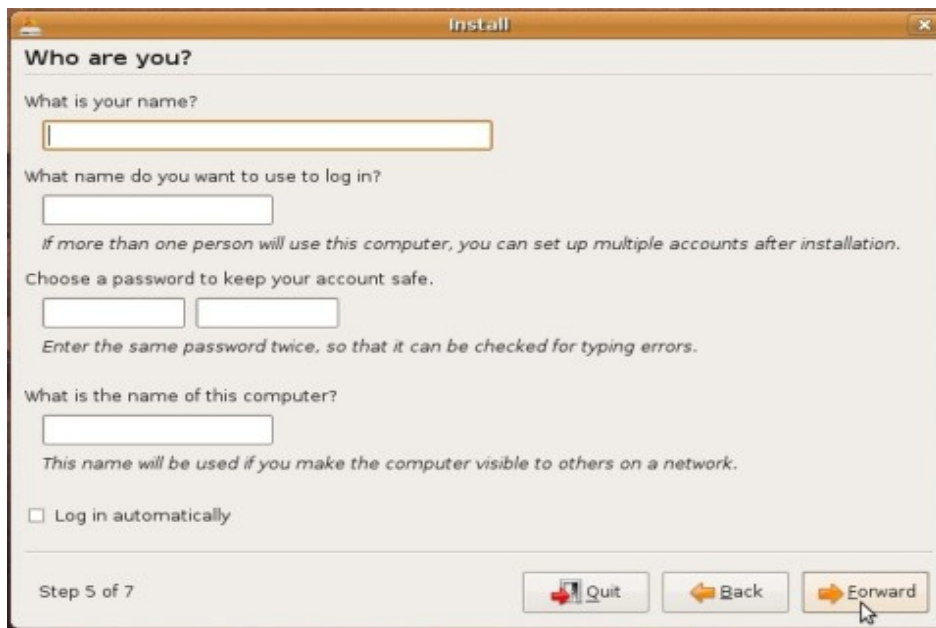 Install
Who are you?
What is your name?
What name do you want to use to log in?
If more than one person will use this computer, you can set up multiple accounts after installation.
Choose a password to keep your account safe.
Enter the same password twice, so that it can be checked for typing errors.
What is the name of this computer?
This name will be used if you make the computer visible to others on a network.
Log in automatically
Step 5 of 7 Quit Back Forward